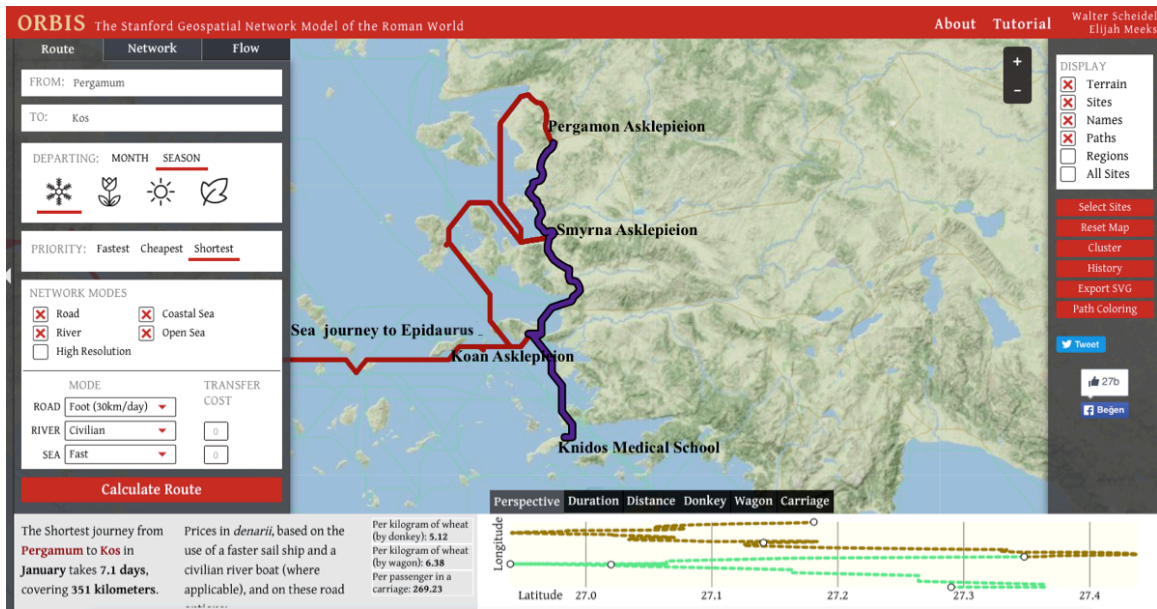 ORBIS The Stanford Geospatial Network Model of the Roman World
About Tutorial
Walter Scheidel
Elijah Meeks
Route Network Flow
FROM: Pergamum
TO: Kos
DEPARTING: MONTH SEASON
PRIORITY: Fastest Cheapest Shortest
NETWORK MODES
Road Coastal Sea
River Open Sea
High Resolution
MODE TRANSFER
COST
ROAD Foot (30km/day)
RIVER Civilian 0
SEA Fast 0
Calculate Route
Pergamon Asklepieion
Smyrna Asklepieion
Sea journey to Epidaurus
Koan Asklepieion
Knidos Medical School
+
-
DISPLAY
Terrain
Sites
Names
Paths
Regions
All Sites
Select Sites
Reset Map
Cluster
History
Export SVG
Path Coloring
Tweet
27b
Beğen
Perspective Duration Distance Donkey Wagon Carriage
The Shortest journey from
Pergamum to Kos in
January takes 7.1 days,
covering 351 kilometers.
Prices in denarii, based on the
use of a faster sail ship and a
civilian river boat (where
applicable), and on these road
Per kilogram of wheat
(by donkey): 5.12
Per kilogram of wheat
(by wagon): 6.38
Per passenger in a
carriage: 269.23
Longitude
Latitude 27.0 27.1 27.2 27.3 27.4